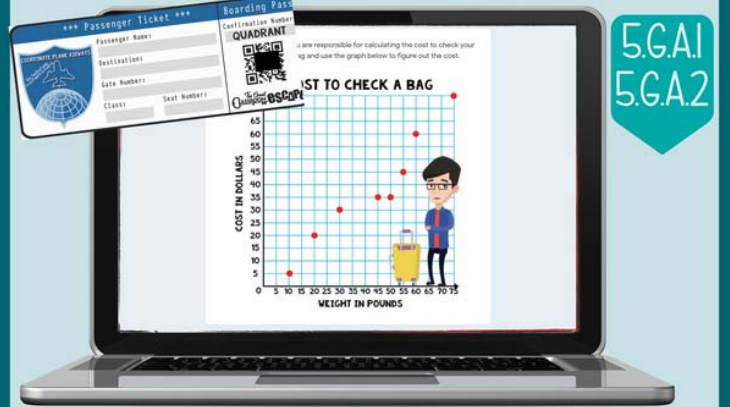 *** Passenger Ticket ***
Boarding Pass
Passenger Name:
Confirmation Number
QUADRANT
COORDINATE PLANE AIRWAYS
Destination:
Gate Number:
Class:
Seat Number:
5.G.A.1
5.G.A.2
u are responsible for calculating the cost to check your
ag and use the graph below to figure out the cost.
OST TO CHECK A BAG
COST IN DOLLARS
65
60
55
50
45
40
35
30
25
20
15
10
5
0 5 10 15 20 25 30 35 40 45 50 55 60 65 70 75
WEIGHT IN POUNDS